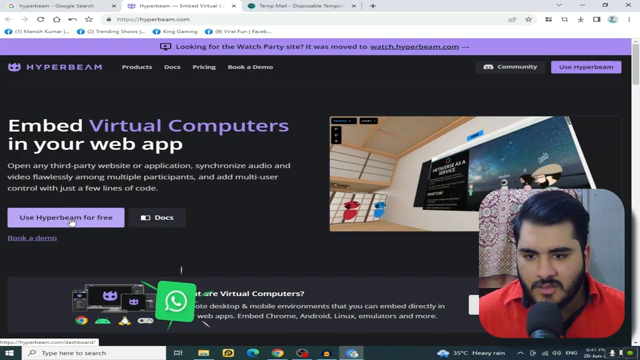 hyperbeam - Google Search
Hyperbeam — Embed Virtual C
Temp Mail - Disposable Tempor
https://hyperbeam.com
(2) Manish Kumar J
(2) Trending Shows |
King Gaming
(2) Viral Fun | Faceb...
Looking for the Watch Party site? It was moved to watch.hyperbeam.com →
HYPERBEAM
Products
Docs
Pricing
Book a Demo
Community
Use Hyperbeam
Embed Virtual Computers
in your web app
Open any third-party website or application, synchronize audio and
video flawlessly among multiple participants, and add multi-user
control with just a few lines of code.
METAVERSE AS A
SERVICE
Use Hyperbeam for free
Docs
Book a demo
are Virtual Computers?
ote desktop & mobile environments that you can embed directly in
web apps. Embed Chrome, Android, Linux, emulators and more.
https://hyperbeam.com/dashboard/
Type here to search
35°C Heavy rain